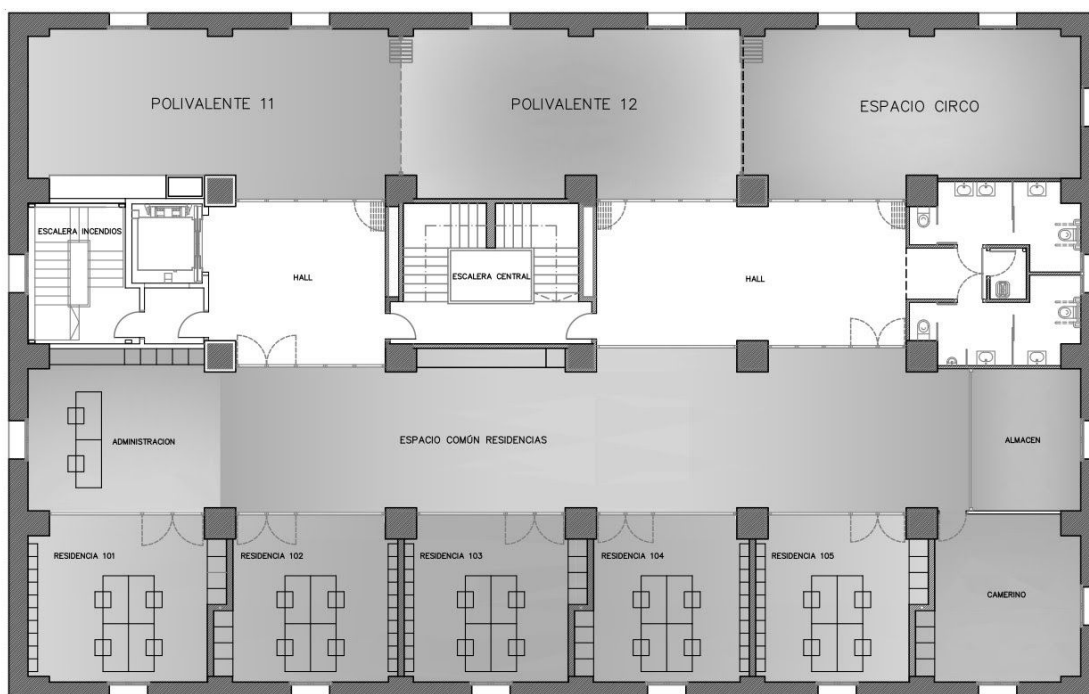 POLIVALENTE 11
POLIVALENTE 12
ESPACIO CIRCO
ESCALERA INCENDIOS
HALL
ESCALERA CENTRAL
HALL
ADMINISTRACION
ESPACIO COMÚN RESIDENCIAS
ALMACEN
RESIDENCIA 101
RESIDENCIA 102
RESIDENCIA 103
RESIDENCIA 104
RESIDENCIA 105
CAMERINO